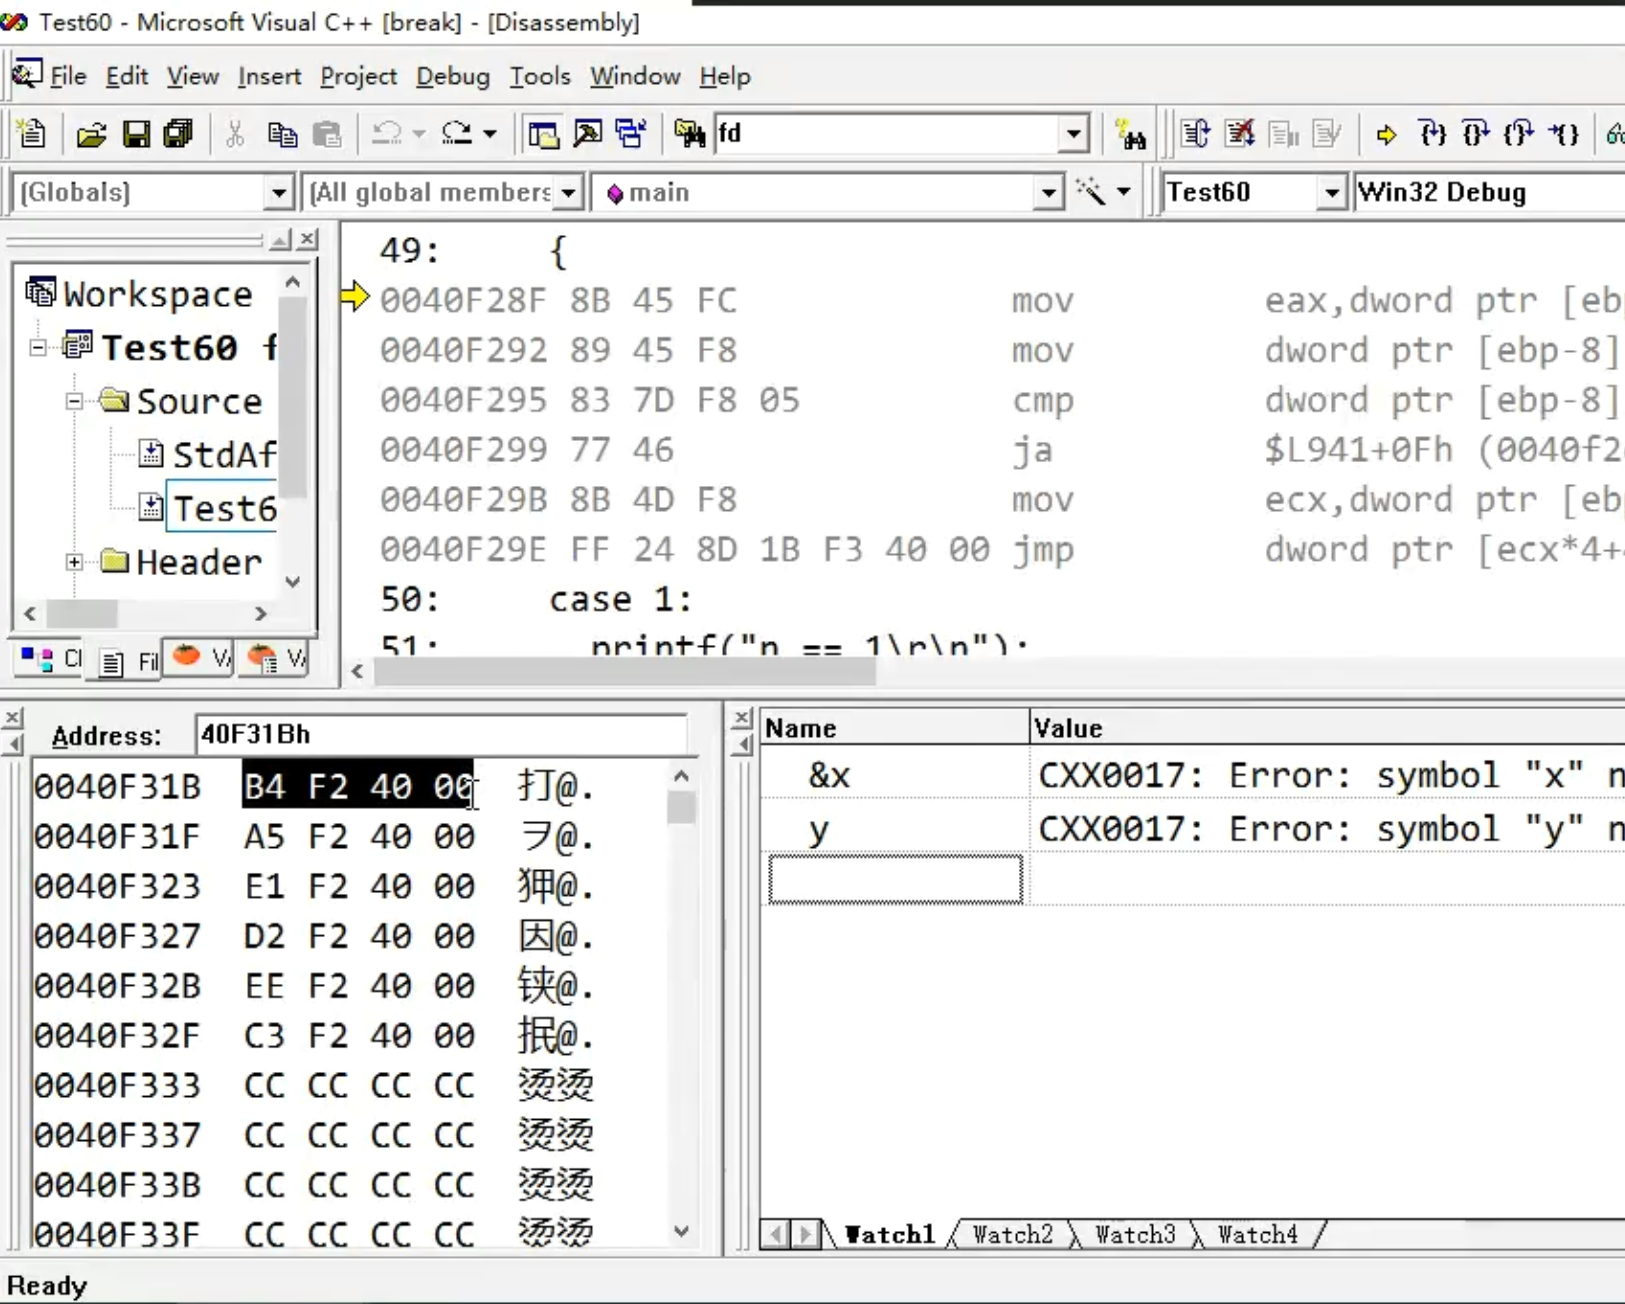 Test60 - Microsoft Visual C++ [break] - [Disassembly]
File Edit View Insert Project Debug Tools Window Help
fd
(Globals) (All global members main Test60 Win32 Debug
Workspace
Test60 f
Source
StdAf
Test6
Header
Cl Fil V V
49: {
0040F28F 8B 45 FC mov eax,dword ptr [eb
0040F292 89 45 F8 mov dword ptr [ebp-8]
0040F295 83 7D F8 05 cmp dword ptr [ebp-8]
0040F299 77 46 ja $L941+0Fh (0040f2
0040F29B 8B 4D F8 mov ecx,dword ptr [eb
0040F29E FF 24 8D 1B F3 40 00 jmp dword ptr [ecx*4+
50: case 1:
51: printf("n == 1\r\n");
Address: 40F31Bh
0040F31B B4 F2 40 00 打@.
0040F31F A5 F2 40 00 ヲ@.
0040F323 E1 F2 40 00 狎@.
0040F327 D2 F2 40 00 因@.
0040F32B EE F2 40 00 铗@.
0040F32F C3 F2 40 00 抿@.
0040F333 CC CC CC CC 烫烫
0040F337 CC CC CC CC 烫烫
0040F33B CC CC CC CC 烫烫
0040F33F CC CC CC CC 烫烫
Name Value
&x CXX0017: Error: symbol "x" n
y CXX0017: Error: symbol "y" n
Watch1 Watch2 Watch3 Watch4
Ready